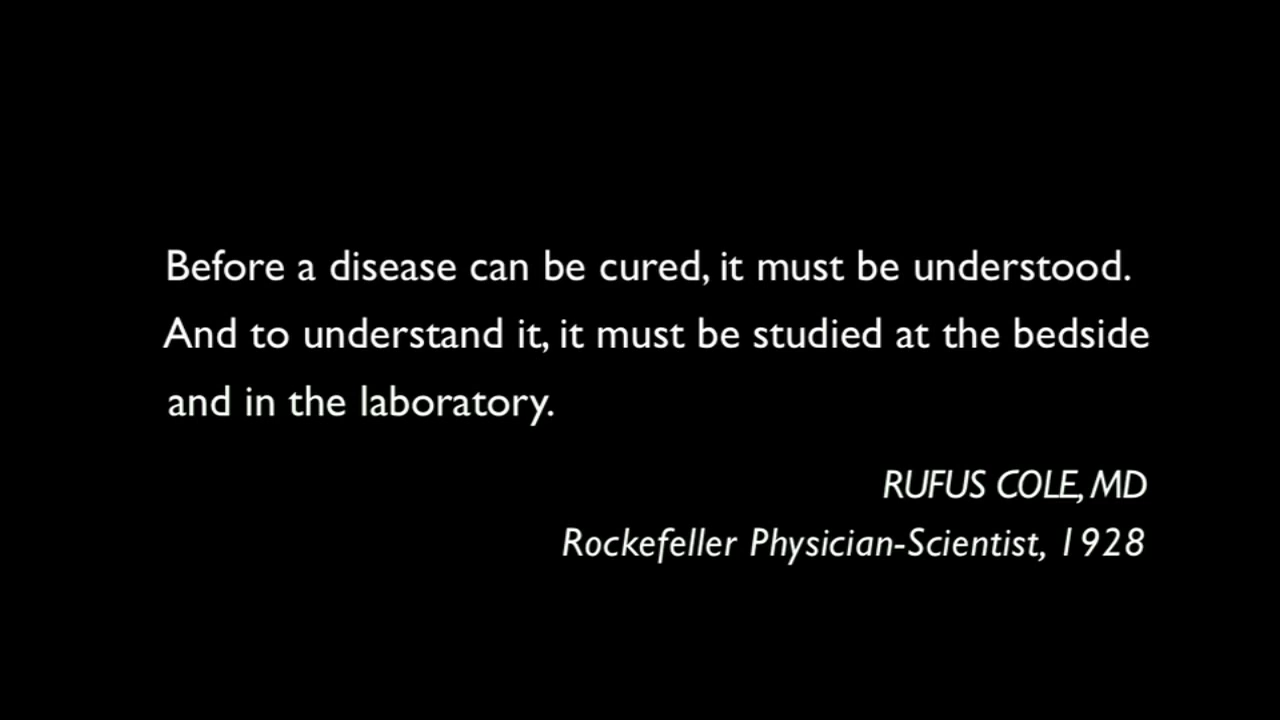 Before a disease can be cured, it must be understood.
And to understand it, it must be studied at the bedside
and in the laboratory.
RUFUS COLE, MD
Rockefeller Physician-Scientist, 1928